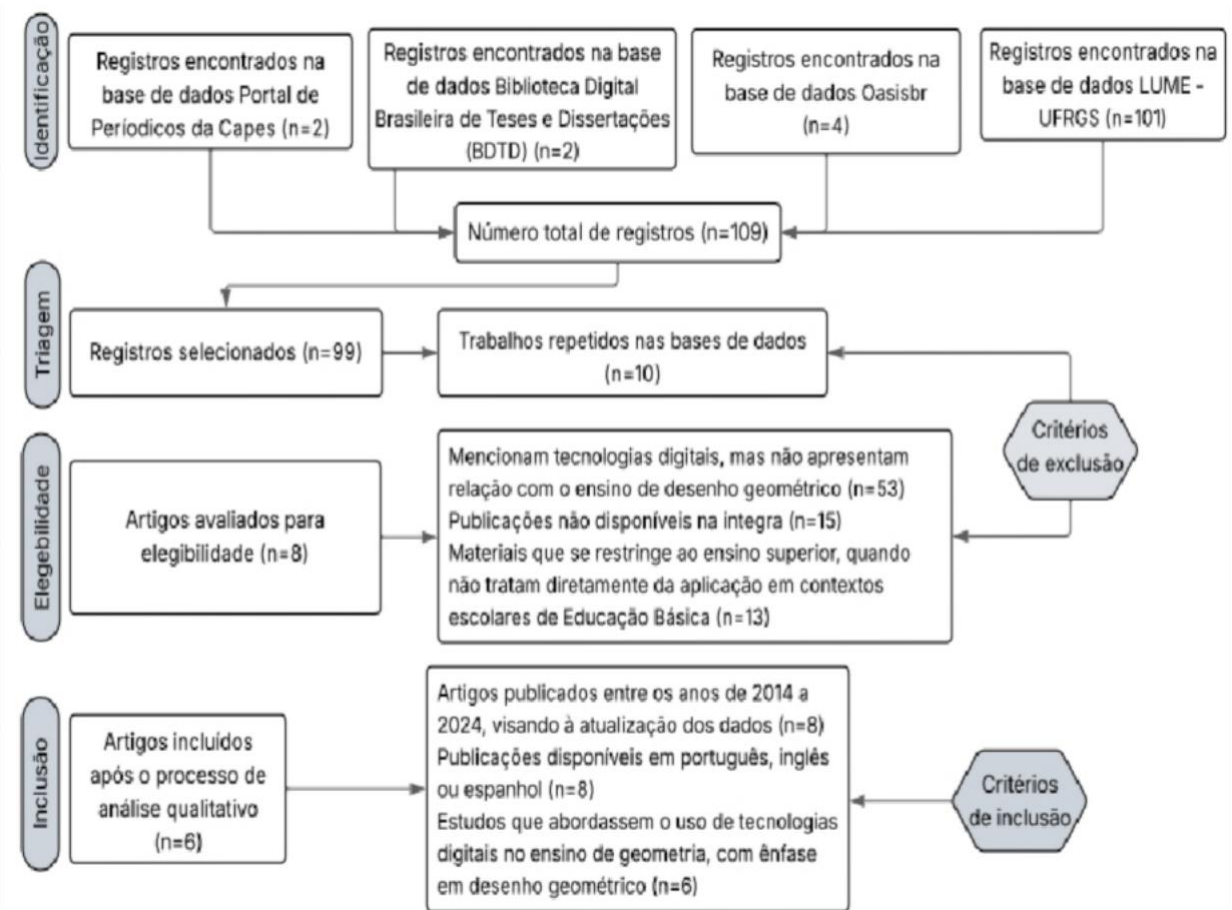 Identificação
Registros encontrados na
base de dados Portal de
Períodicos da Capes (n=2)
Registros encontrados na base
de dados Biblioteca Digital
Brasileira de Teses e Dissertações
(BDTD) (n=2)
Registros encontrados na
base de dados Oasisbr
(n=4)
Registros encontrados na
base de dados LUME -
UFRGS (n=101)
Número total de registros (n=109)
Triagem
Registros selecionados (n=99)
Trabalhos repetidos nas bases de dados
(n=10)
Critérios
de exclusão
Elegebilidade
Artigos avaliados para
elegibilidade (n=8)
Mencionam tecnologias digitais, mas não apresentam
relação com o ensino de desenho geométrico (n=53)
Publicações não disponíveis na integra (n=15)
Materiais que se restringe ao ensino superior, quando
não tratam diretamente da aplicação em contextos
escolares de Educação Básica (n=13)
Inclusão
Artigos incluídos
após o processo de
análise qualitativo
(n=6)
Artigos publicados entre os anos de 2014 a
2024, visando à atualização dos dados (n=8)
Publicações disponíveis em português, inglês
ou espanhol (n=8)
Estudos que abordassem o uso de tecnologias
digitais no ensino de geometria, com ênfase
em desenho geométrico (n=6)
Critérios
de inclusão